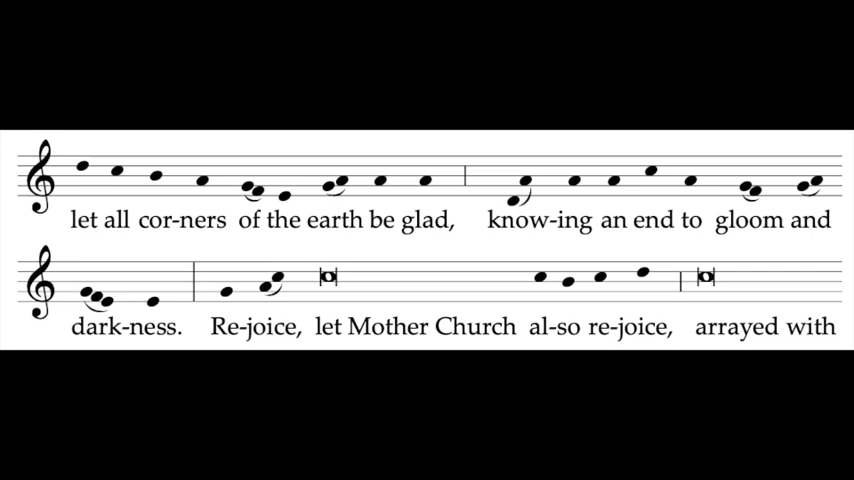 let all cor-ners of the earth be glad, know-ing an end to gloom and
dark-ness. Re-joice, let Mother Church al-so re-joice, arrayed with